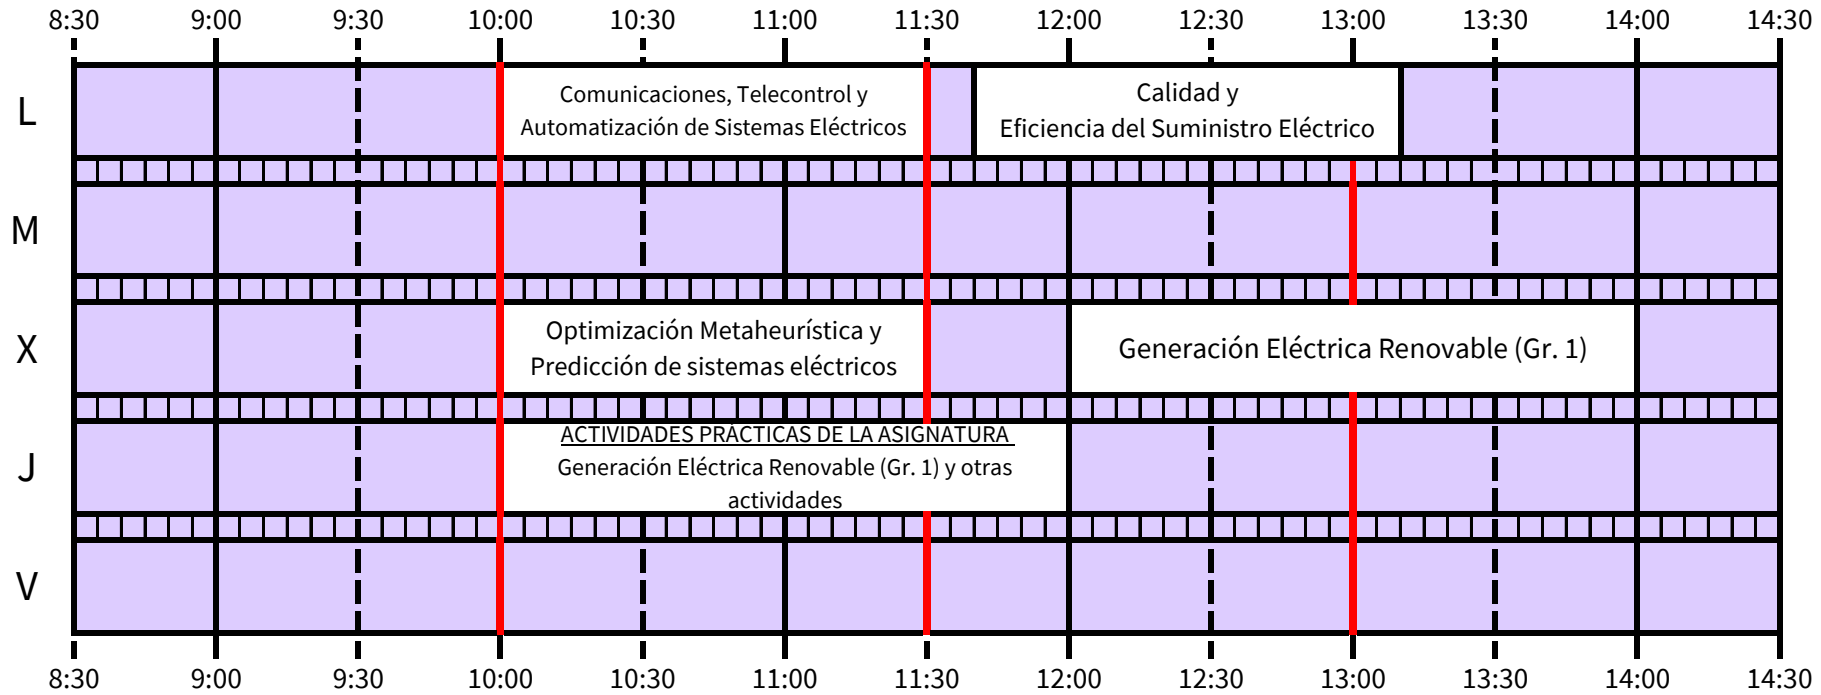 8:30 9:00 9:30 10:00 10:30 11:00 11:30 12:00 12:30 13:00 13:30 14:00 14:30
L
Comunicaciones, Telecontrol y
Automatización de Sistemas Eléctricos
Calidad y
Eficiencia del Suministro Eléctrico
M
X
Optimización Metaheurística y
Predicción de sistemas eléctricos
Generación Eléctrica Renovable (Gr. 1)
J
ACTIVIDADES PRÁCTICAS DE LA ASIGNATURA
Generación Eléctrica Renovable (Gr. 1) y otras
actividades
V
8:30 9:00 9:30 10:00 10:30 11:00 11:30 12:00 12:30 13:00 13:30 14:00 14:30